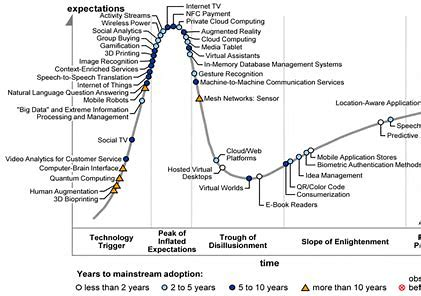 expectations
Internet TV
NFC Payment
Private Cloud Computing
Activity Streams
Wireless Power
Social Analytics
Group Buying
Gamification
3D Printing
Image Recognition
Context-Enriched Services
Speech-to-Speech Translation
Internet of Things
Natural Language Question Answering
Mobile Robots
"Big Data" and Extreme Information
Processing and Management
Social TV
Video Analytics for Customer Service
Computer-Brain Interface
Quantum Computing
Human Augmentation
3D Bioprinting
Augmented Reality
Cloud Computing
Media Tablet
Virtual Assistants
In-Memory Database Management Systems
Gesture Recognition
Machine-to-Machine Communication Services
Mesh Networks: Sensor
Cloud/Web
Platforms
Hosted Virtual
Desktops
Virtual Worlds
E-Book Readers
QR/Color Code
Consumerization
Idea Management
Biometric Authentication Methods
Mobile Application Stores
Location-Aware Application
Speech
Predictive
Technology
Trigger
Peak of
Inflated
Expectations
Trough of
Disillusionment
Slope of Enlightenment
time
Years to mainstream adoption:
less than 2 years
2 to 5 years
5 to 10 years
more than 10 years
obs
bef